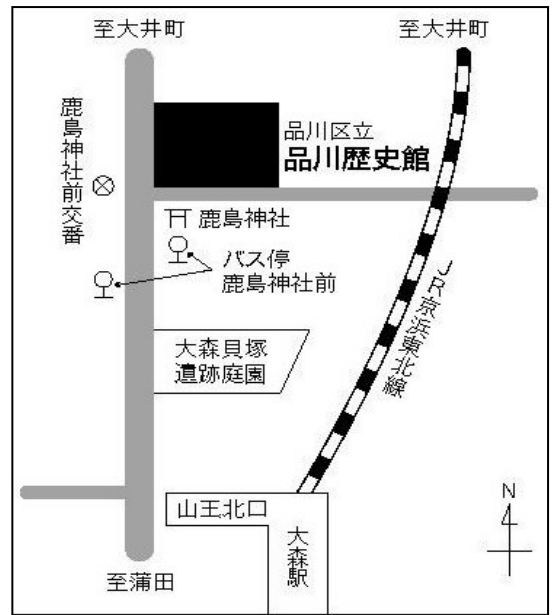 至大井町
至大井町
鹿島神社前交番
品川区立
品川歴史館
鹿島神社
バス停
鹿島神社前
JR京浜東北線
大森貝塚
遺跡庭園
山王北口
大森駅
N
至蒲田